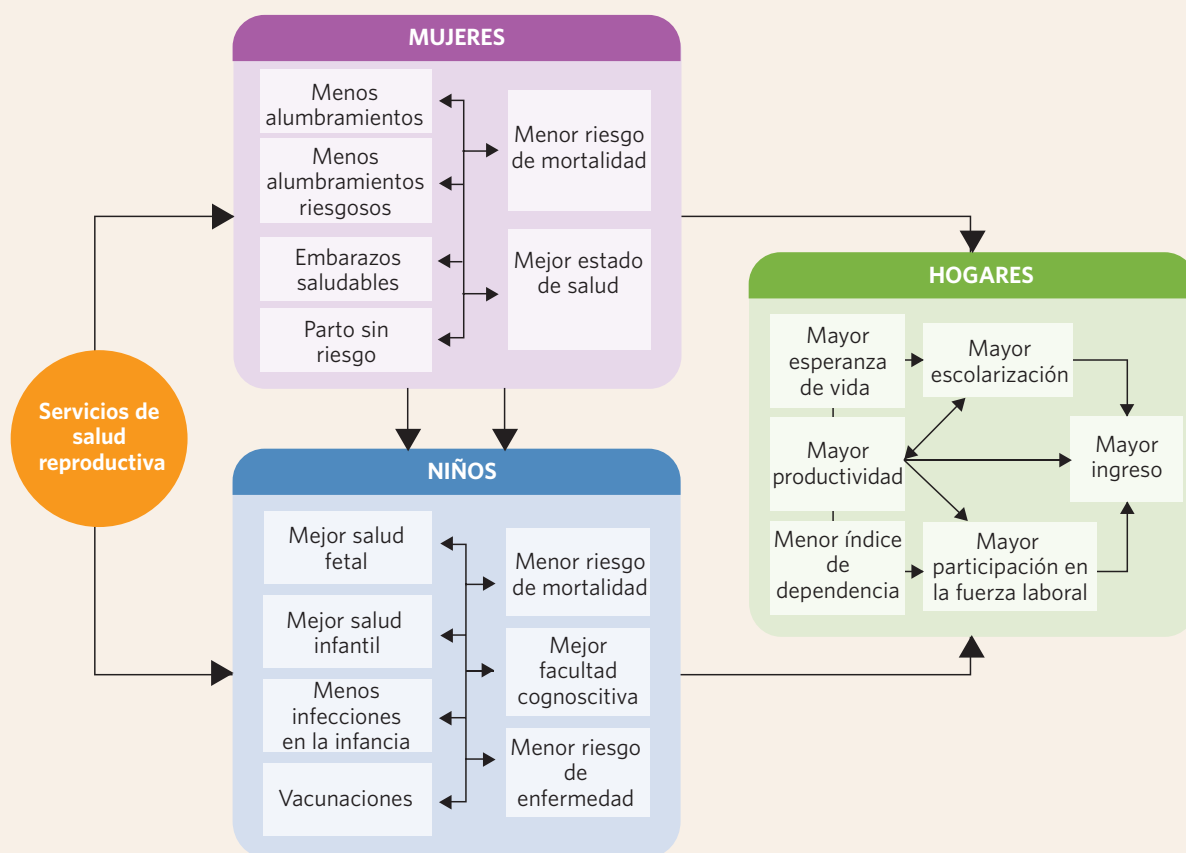 MUJERES
Menos
alumbramientos
Menos
alumbramientos
riesgosos
Embarazos
saludables
Parto sin
riesgo
Menor riesgo
de mortalidad
Mejor estado
de salud
Servicios de
salud
reproductiva
NIÑOS
Mejor salud
fetal
Mejor salud
infantil
Menos
infecciones
en la infancia
Vacunaciones
Menor riesgo
de mortalidad
Mejor
facultad
cognoscitiva
Menor riesgo
de
enfermedad
HOGARES
Mayor
esperanza
de vida
Mayor
productividad
Menor índice
de
dependencia
Mayor
escolarización
Mayor
participación en
la fuerza laboral
Mayor
ingreso